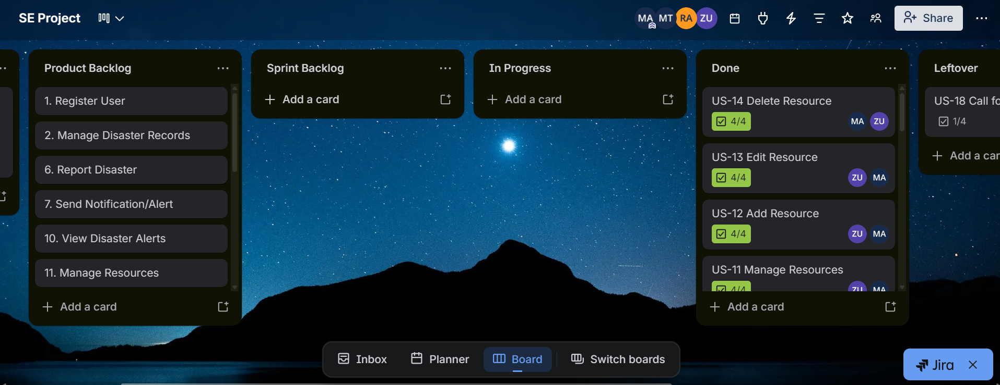 SE Project
MA
MT
RA
ZU
Share
Product Backlog
1. Register User
2. Manage Disaster Records
6. Report Disaster
7. Send Notification/Alert
10. View Disaster Alerts
11. Manage Resources
Add a card
Sprint Backlog
Add a card
In Progress
Add a card
Done
US-14 Delete Resource
4/4
MA
ZU
US-13 Edit Resource
4/4
ZU
MA
US-12 Add Resource
4/4
ZU
MA
US-11 Manage Resources
4/4
ZU
MA
Add a card
Leftover
US-18 Call fo
1/4
Add a car
Inbox
Planner
Board
Switch boards
Jira